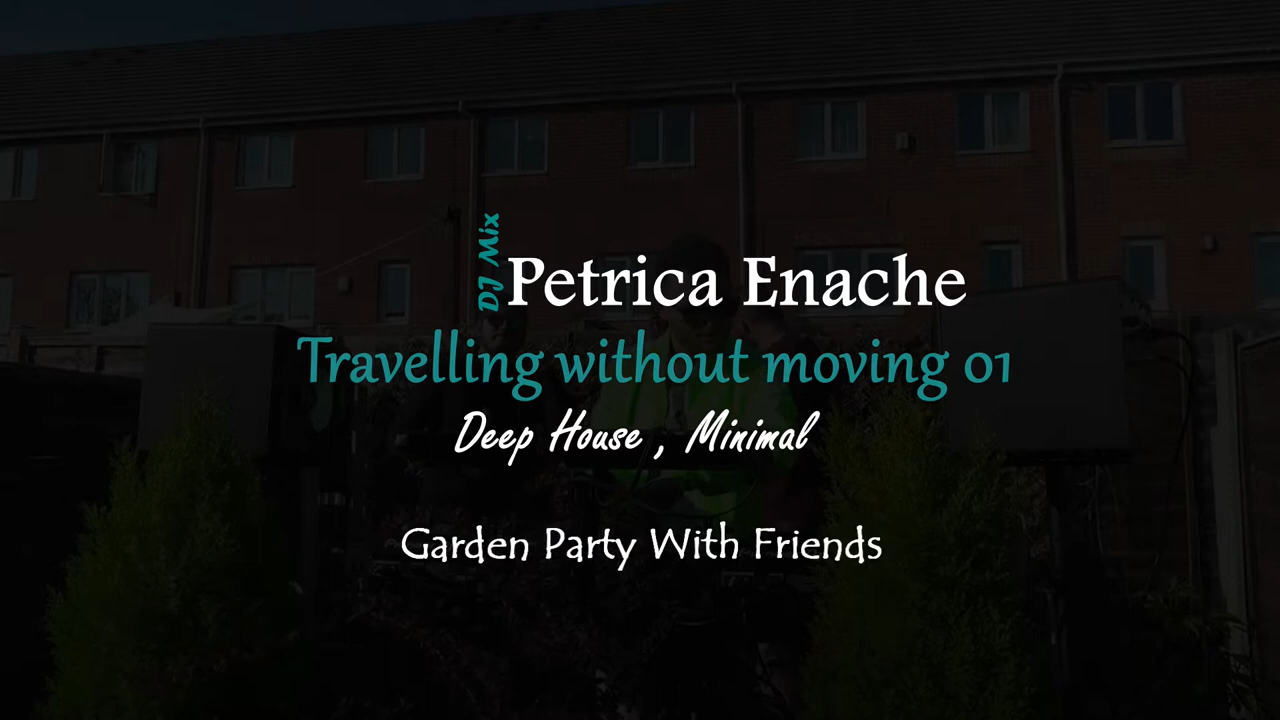 DJ Mix
Petrica Enache
Travelling without moving 01
Deep House , Minimal
Garden Party With Friends